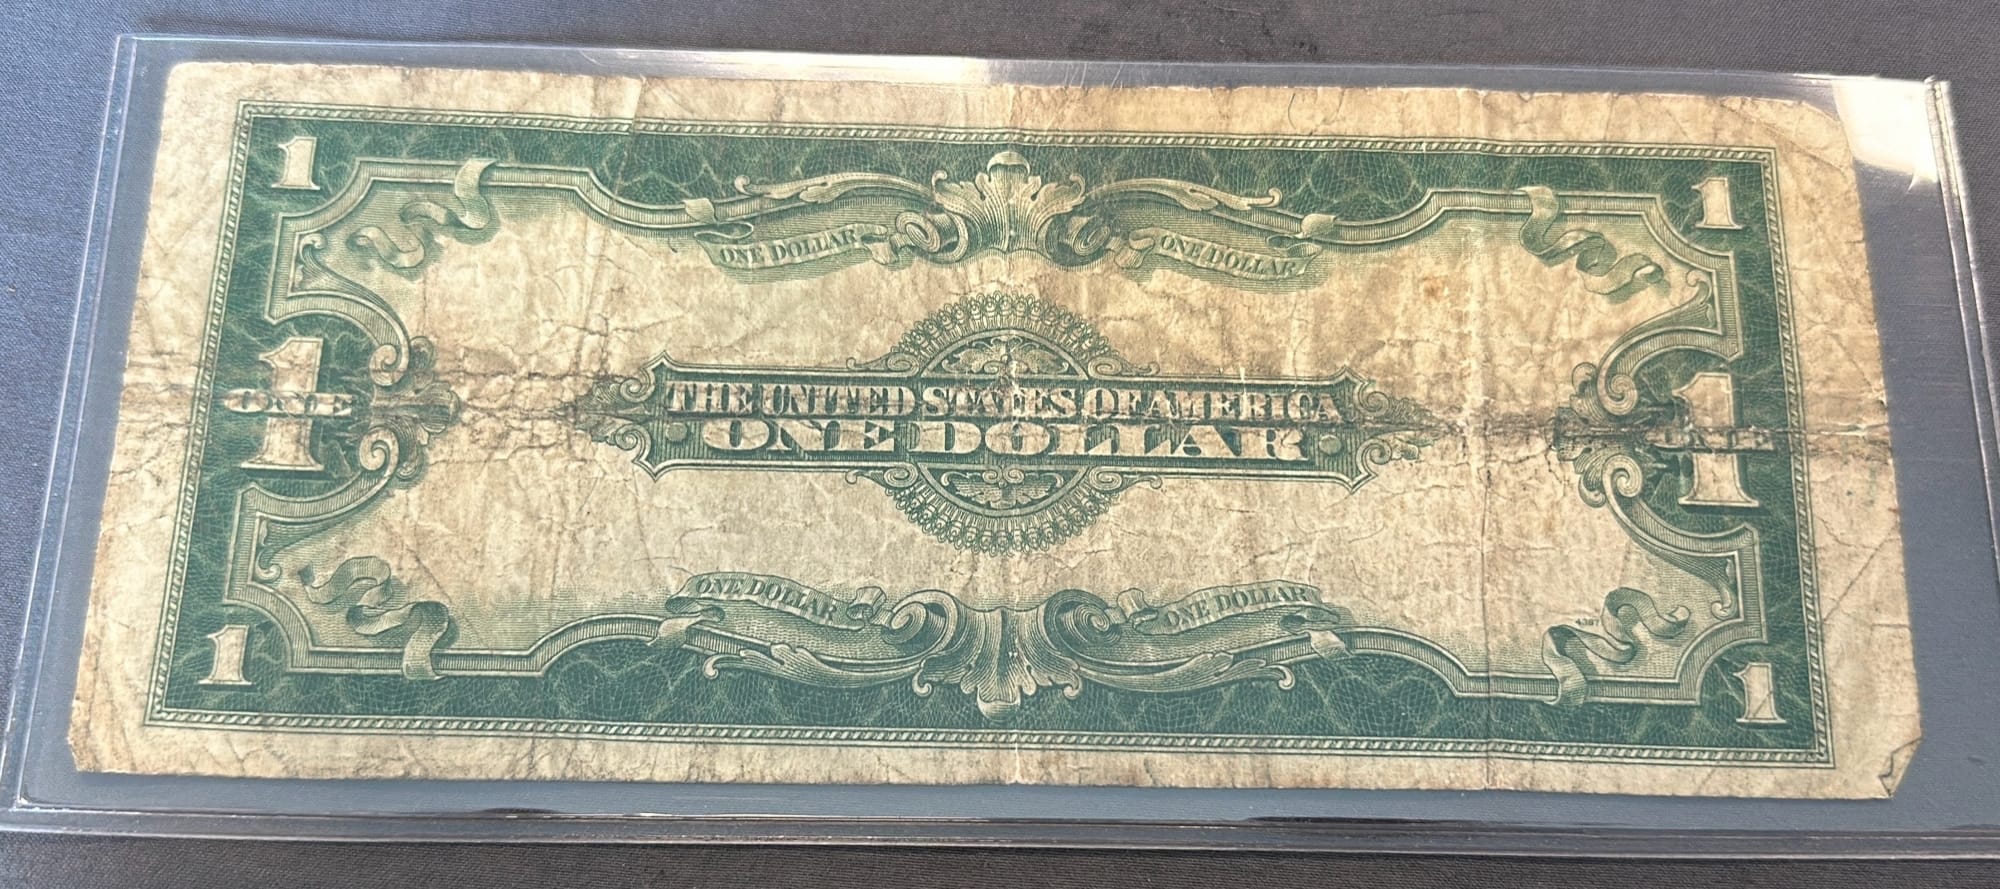 1
1
ONE DOLLAR
ONE DOLLAR
1
ONE
THE UNITED STATES OF AMERICA
ONE DOLLAR
1
ONE
ONE DOLLAR
ONE DOLLAR
4387
1
1